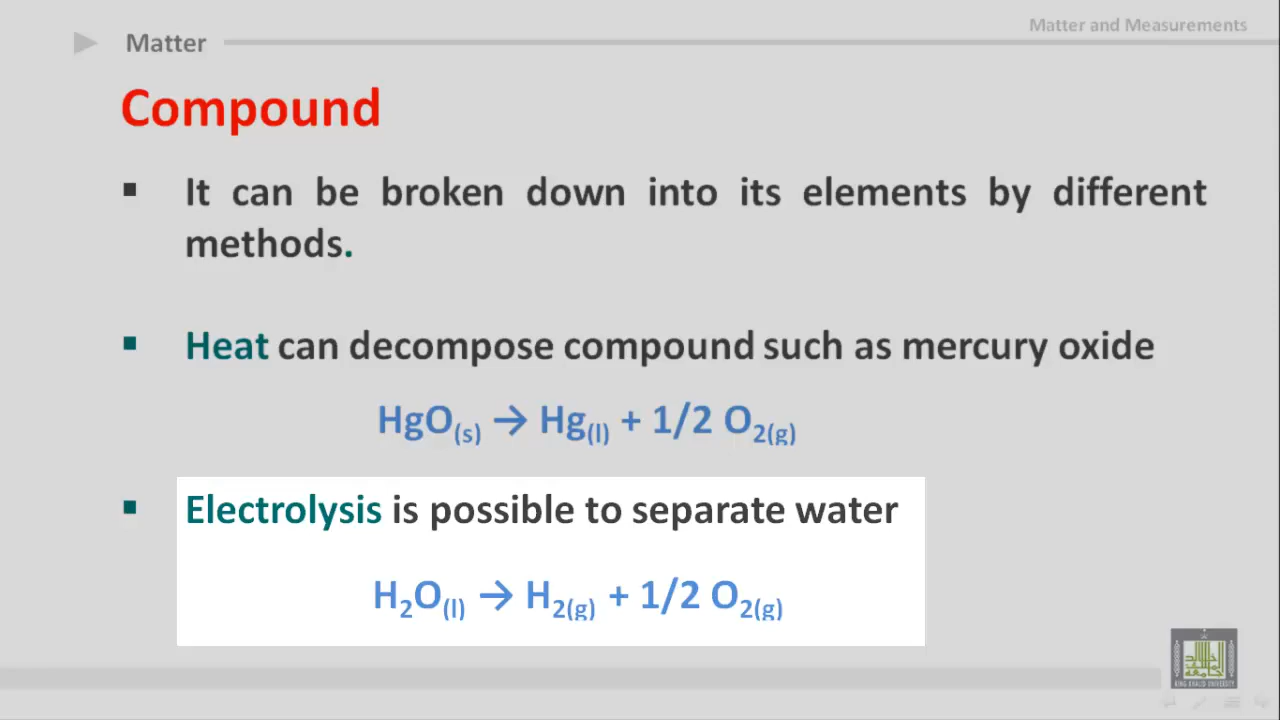 Matter and Measurements
Matter
Compound
▪ It can be broken down into its elements by different
methods.
▪ Heat can decompose compound such as mercury oxide
HgO(s) → Hg(l) + 1/2 O2(g)
▪ Electrolysis is possible to separate water
H2O(l) → H2(g) + 1/2 O2(g)
KING KHALID UNIVERSITY